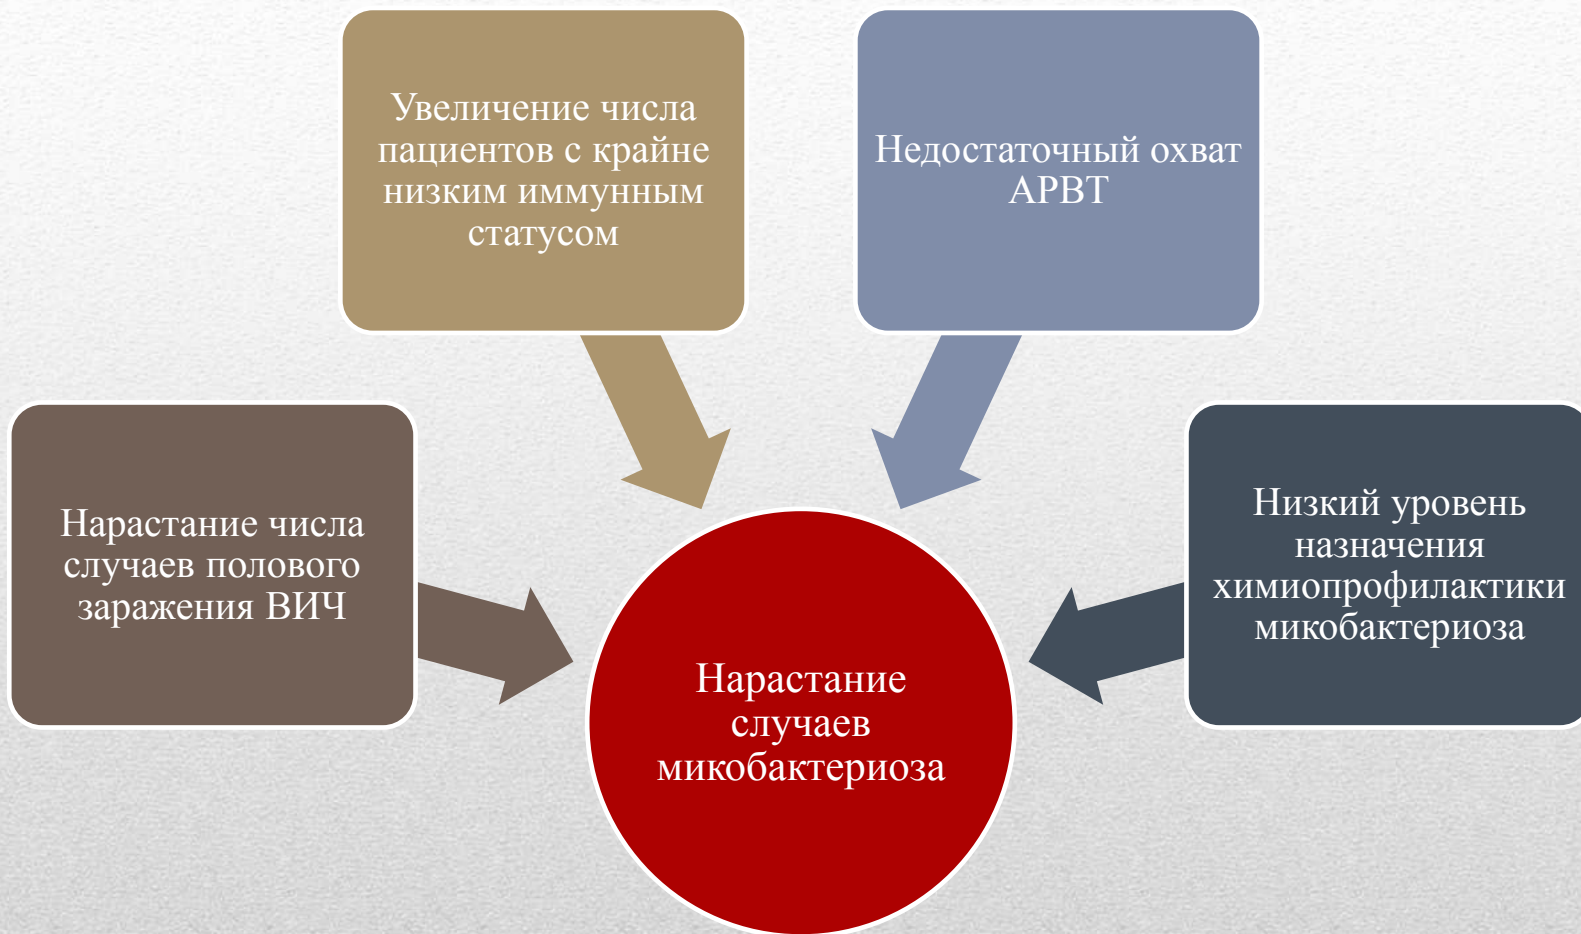 Увеличение числа
пациентов с крайне
низким иммунным
статусом
Недостаточный охват
АРВТ
Нарастание числа
случаев полового
заражения ВИЧ
Низкий уровень
назначения
химиопрофилактики
микобактериоза
Нарастание
случаев
микобактериоза